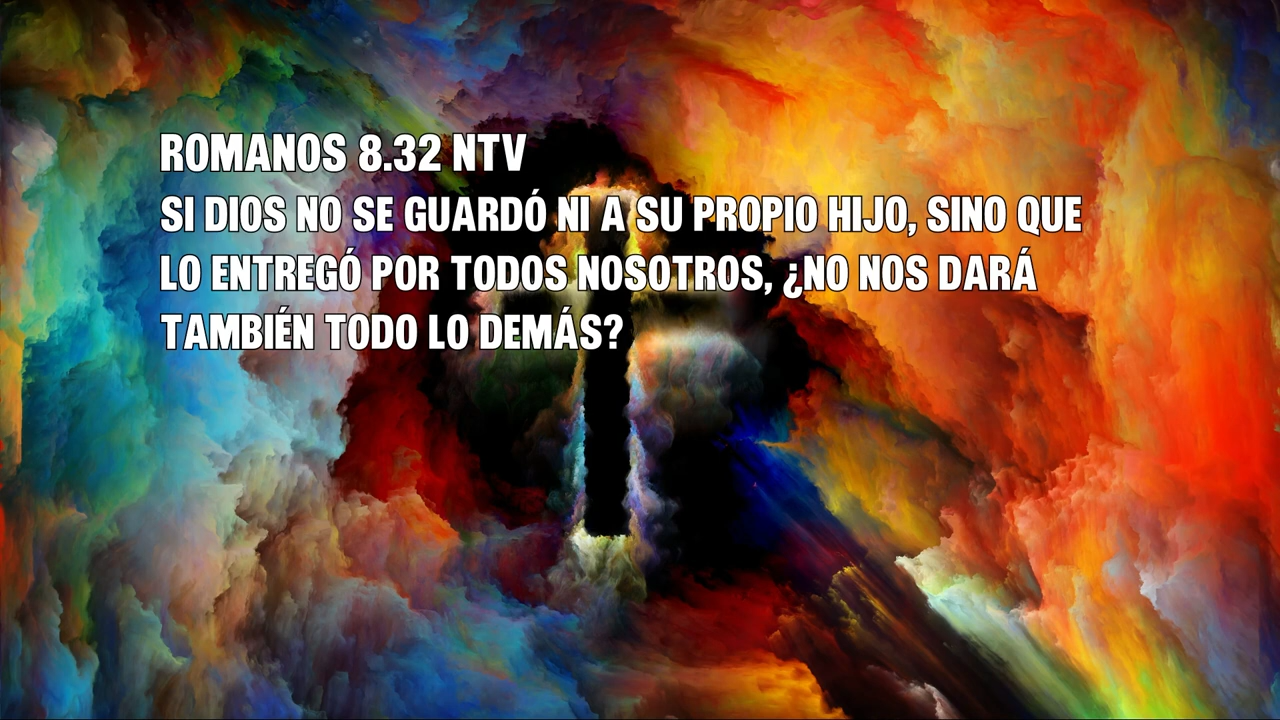 ROMANOS 8.32 NTV
SI DIOS NO SE GUARDÓ NI A SU PROPIO HIJO, SINO QUE
LO ENTREGÓ POR TODOS NOSOTROS, ¿NO NOS DARÁ
TAMBIÉN TODO LO DEMÁS?